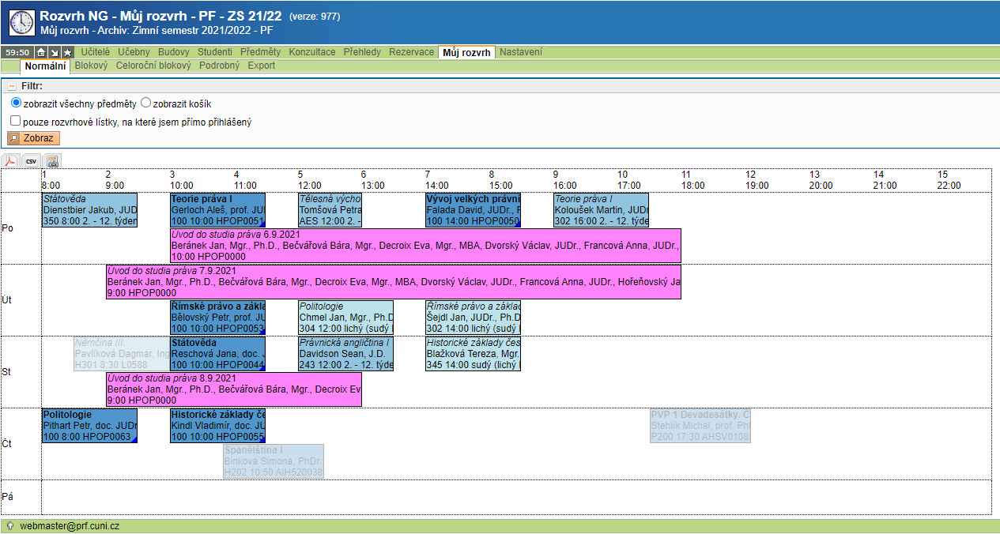 Rozvrh NG - Můj rozvrh - PF - ZS 21/22 (verze: 977)
Můj rozvrh - Archiv: Zimní semestr 2021/2022 - PF
59:50 Učitelé Učebny Budovy Studenti Předměty Konzultace Přehledy Rezervace Můj rozvrh Nastavení
Normální Blokový Celoroční blokový Podrobný Export
Filtr:
zobrazit všechny předměty zobrazit košík
pouze rozvrhové lístky, na které jsem přímo přihlášený
Zobraz
CSV
1 2 3 4 5 6 7 8 9 10 11 12 13 14 15
8:00 9:00 10:00 11:00 12:00 13:00 14:00 15:00 16:00 17:00 18:00 19:00 20:00 21:00 22:00
Po
Státověda
Dienstbier Jakub, JUD
350 8:00 2. - 12. týden
Teorie práva I
Gerloch Aleš, prof. JUI
100 10:00 HPOP0051
Tělesná výcho
Tomšová Petra
AES 12:00 2. -
Vývoj velkých právní
Falada David, JUDr., F
100 14:00 HPOP0050
Teorie práva I
Koloušek Martin, JUDr
302 16:00 2. - 12. týde
Úvod do studia práva 6.9.2021
Beránek Jan, Mgr., Ph.D., Bečvářová Bára, Mgr., Decroix Eva, Mgr., MBA, Dvorský Václav, JUDr., Francová Anna, JUDr.,
10:00 HPOP0000
Út
Úvod do studia práva 7.9.2021
Beránek Jan, Mgr., Ph.D., Bečvářová Bára, Mgr., Decroix Eva, Mgr., MBA, Dvorský Václav, JUDr., Francová Anna, JUDr., Hořeňovský Ja
9:00 HPOP0000
Římské právo a zákla
Bělovský Petr, prof. JU
100 10:00 HPOP0053
Politologie
Chmel Jan, Mgr., Ph.D
304 12:00 lichý (sudý
Římské právo a základ
Šejdl Jan, JUDr., Ph.D
302 14:00 lichý (sudý
St
Němčina III.
Pavlíková Dagmar, Ing
H301 8:30 L0588
Státověda
Reschová Jana, doc. J
100 10:00 HPOP0044
Právnická angličtina I
Davidson Sean, J.D.
243 12:00 2. - 12. týde
Historické základy čes
Blažková Tereza, Mgr.
345 14:00 sudý (lichý
Úvod do studia práva 8.9.2021
Beránek Jan, Mgr., Ph.D., Bečvářová Bára, Mgr., Decroix Ev
9:00 HPOP0000
Čt
Politologie
Pithart Petr, doc. JUDr
100 8:00 HPOP0063
Historické základy če
Kindl Vladimír, doc. JU
100 10:00 HPOP0055
PVP 1 Devadesátky. Č
Stehlík Michal, prof. Ph
P200 17:30 AHSV0108
Španělština I
Binková Simona, PhDr.
H202 10:50 AIH520038
Pá
webmaster@prf.cuni.cz